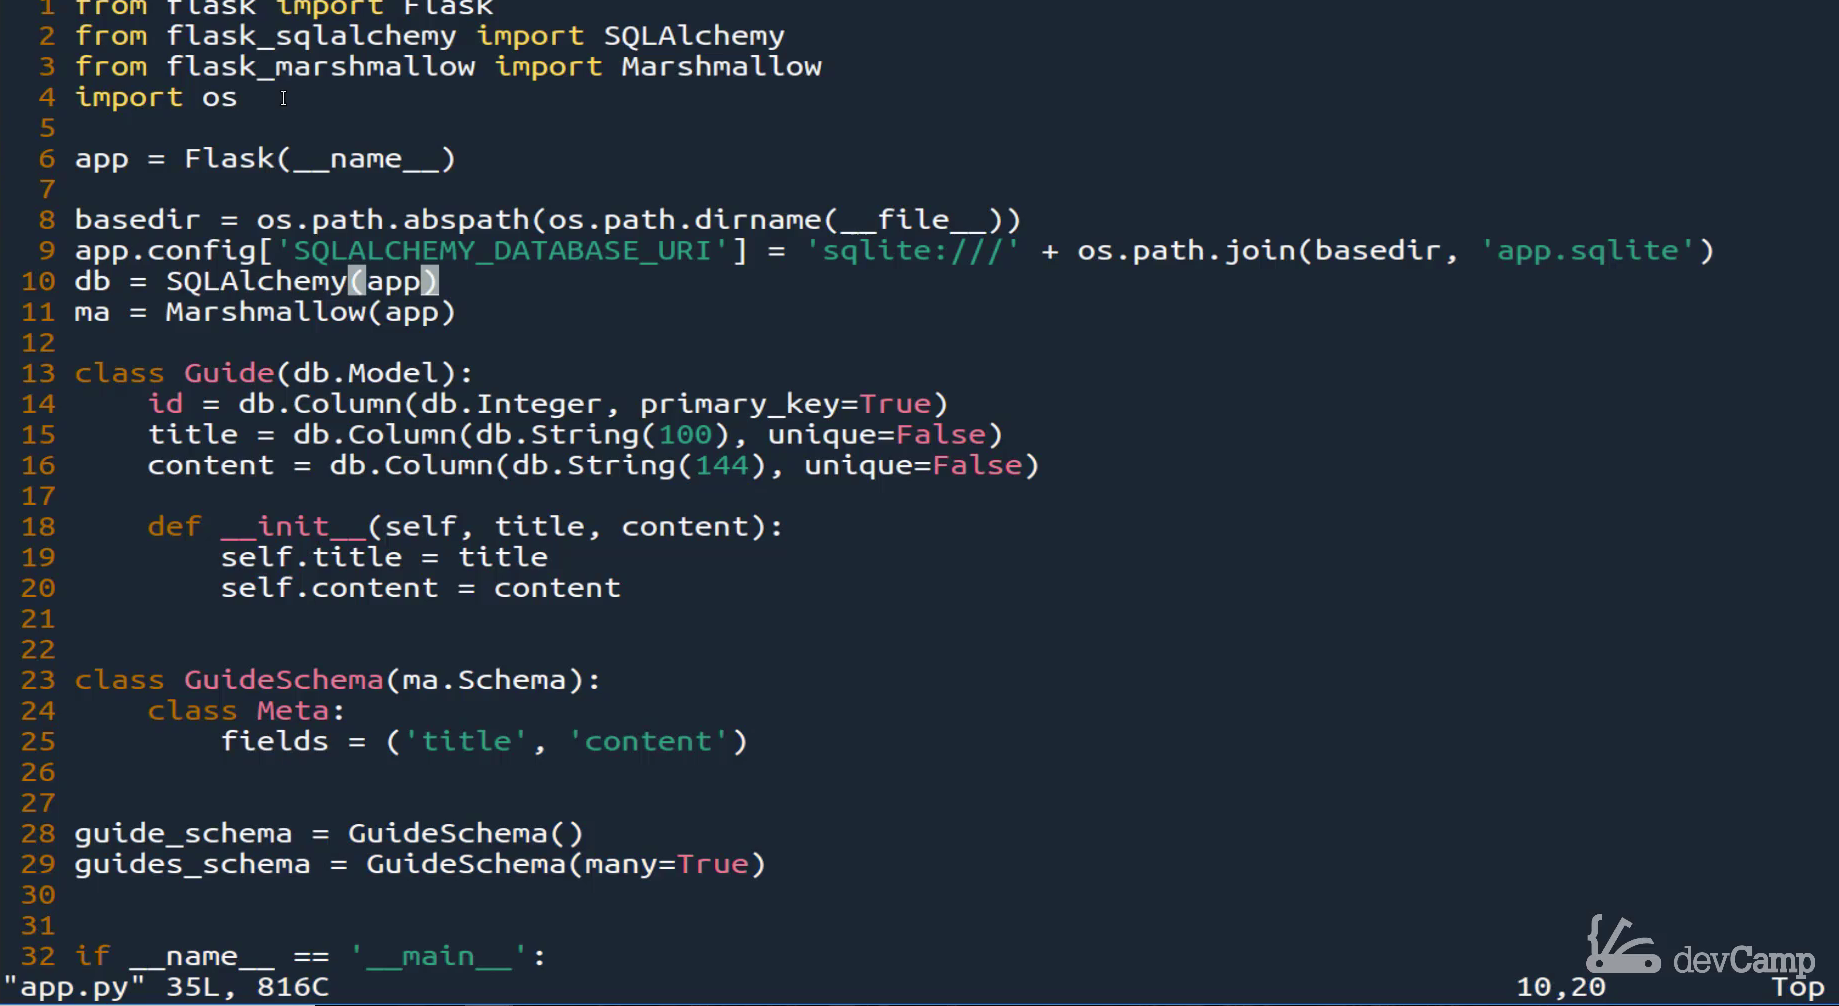 1 from flask import Flask
2 from flask_sqlalchemy import SQLAlchemy
3 from flask_marshmallow import Marshmallow
4 import os
5
6 app = Flask(__name__)
7
8 basedir = os.path.abspath(os.path.dirname(__file__))
9 app.config['SQLALCHEMY_DATABASE_URI'] = 'sqlite:///' + os.path.join(basedir, 'app.sqlite')
10 db = SQLAlchemy(app)
11 ma = Marshmallow(app)
12
13 class Guide(db.Model):
14     id = db.Column(db.Integer, primary_key=True)
15     title = db.Column(db.String(100), unique=False)
16     content = db.Column(db.String(144), unique=False)
17
18     def __init__(self, title, content):
19         self.title = title
20         self.content = content
21
22
23 class GuideSchema(ma.Schema):
24     class Meta:
25         fields = ('title', 'content')
26
27
28 guide_schema = GuideSchema()
29 guides_schema = GuideSchema(many=True)
30
31
32 if __name__ == '__main__':
"app.py" 35L, 816C 10,20 Top
devCamp